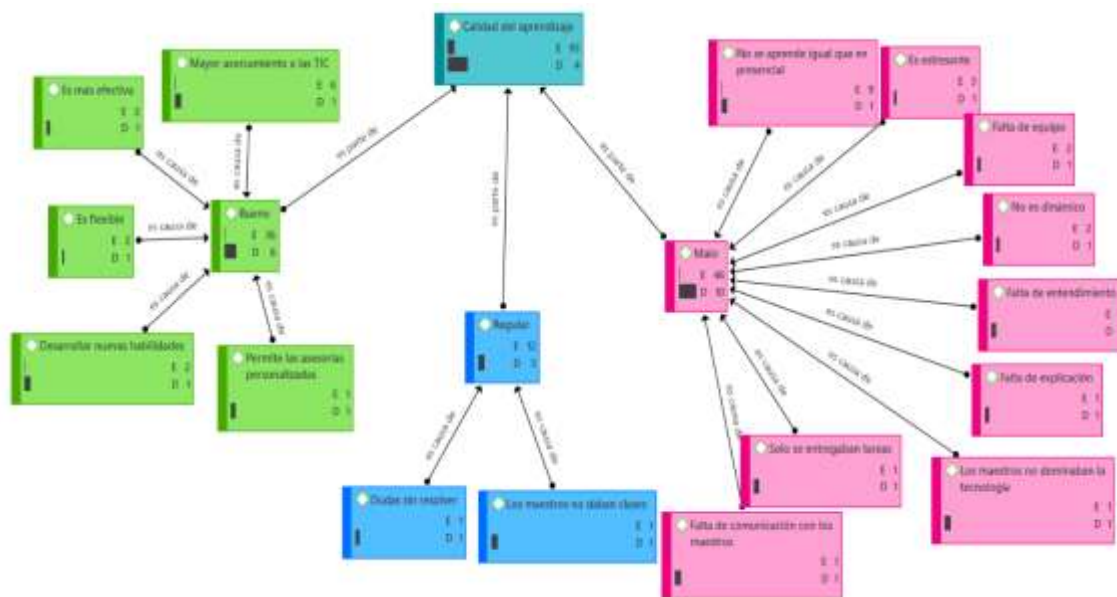 Calidad del aprendizaje
D 4
Mayor acercamiento a las TIC
E 6
D 1
Es más efectiva
D 1
Es flexible
E 2
D 1
Bueno
D 6
Desarrollar nuevas habilidades
E 2
D 1
Permite las asesorías
personalizadas
E 1
D 1
Regular
E 12
D 3
Dudas sin resolver
E 1
D 1
Los maestro no daban clases
E 1
D 1
No se aprende igual que en
presencial
E 9
D 1
Es estresante
D 1
Falta de equipo
E 2
D 1
No es dinámico
E 2
D 1
Malo
D 10
Falta de entendimiento
E
D
Falta de explicación
E 1
D 1
Solo se entregaban tareas
E 1
D 1
Los maestros no dominaban la
tecnología
E 1
D 1
Falta de comunicación con los
maestros
E 1
D 1
es causa de
es causa de
es causa de
es causa de
es causa de
es parte de
es parte de
es parte de
es causa de
es causa de
es causa de
es causa de
es causa de
es causa de
es causa de
es causa de
es causa de
es causa de
es causa de